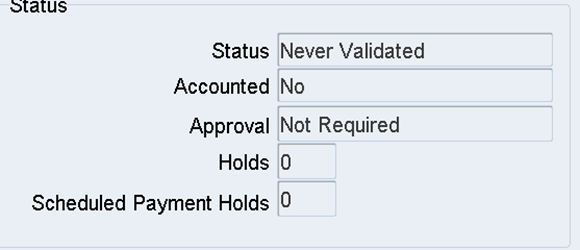 Status
Status Never Validated
Accounted No
Approval Not Required
Holds 0
Scheduled Payment Holds 0